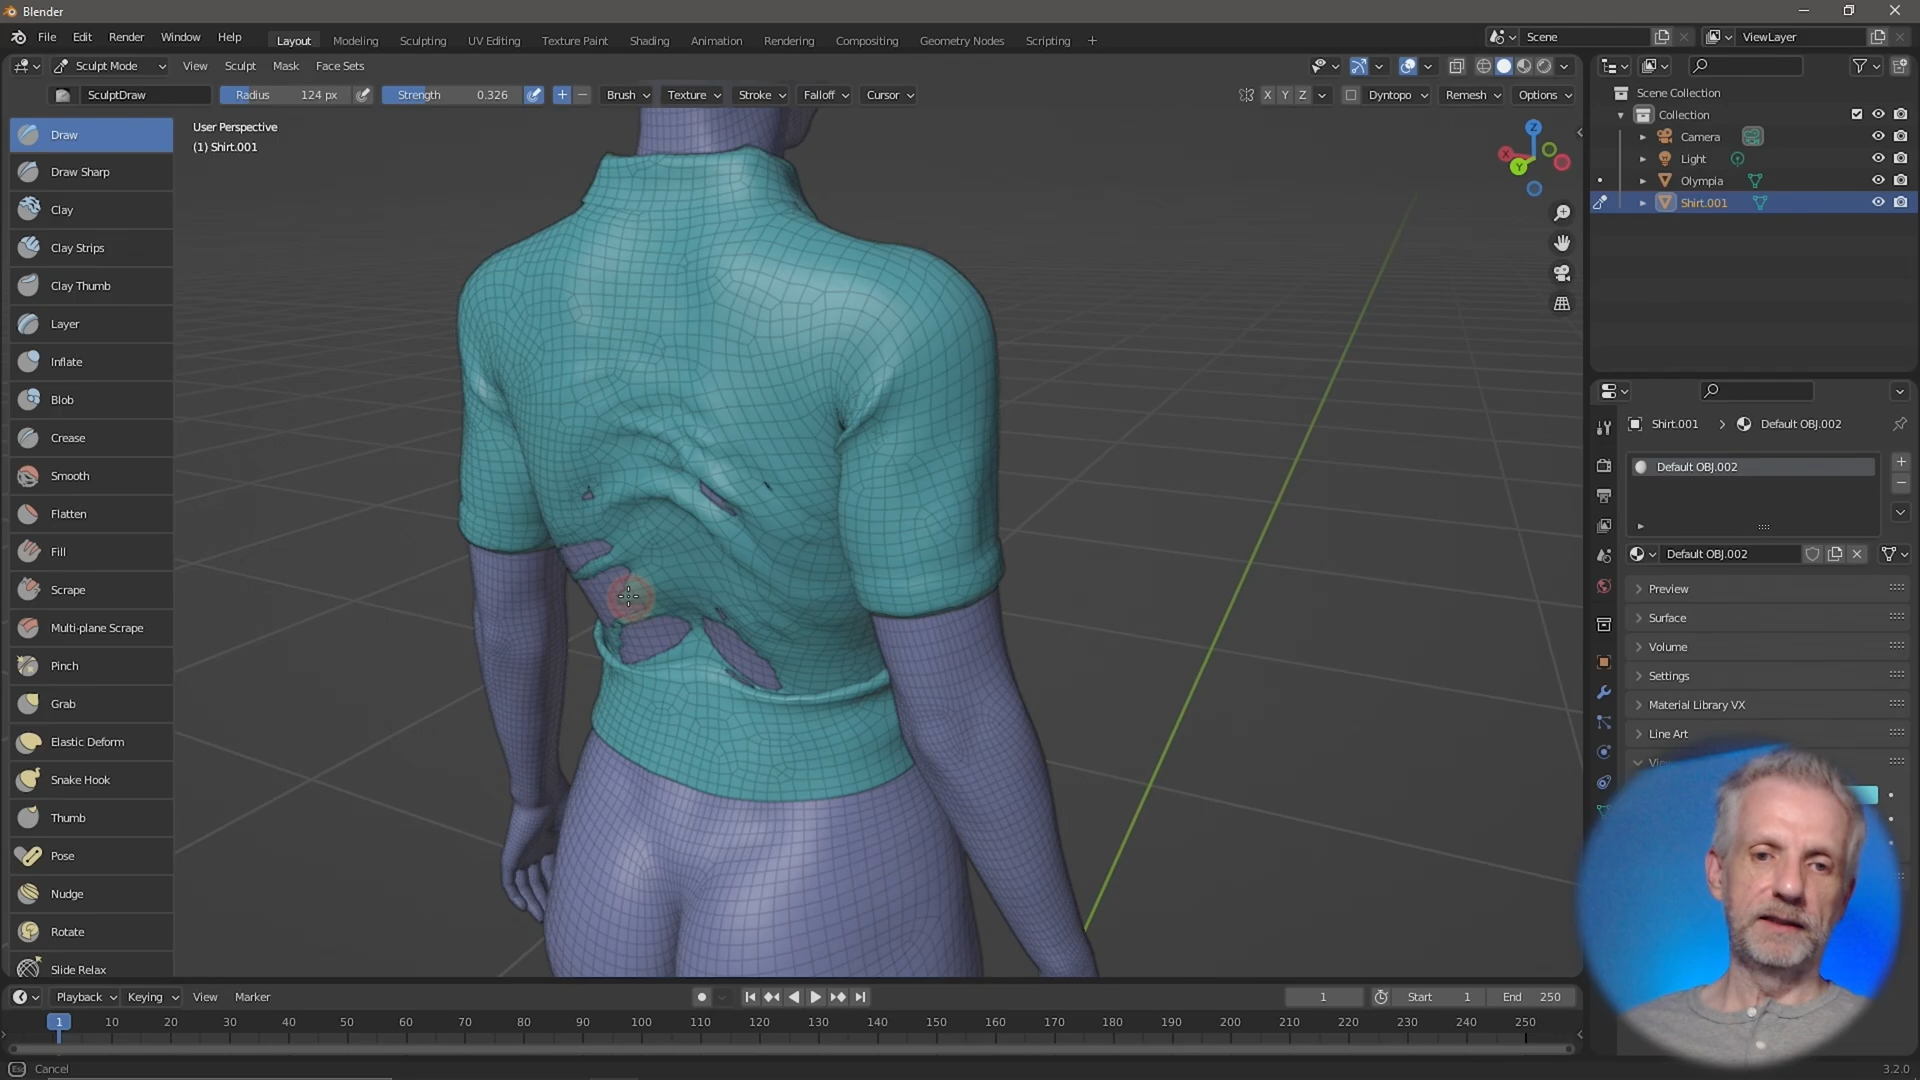 Blender
File Edit Render Window Help Layout Modeling Sculpting UV Editing Texture Paint Shading Animation Rendering Compositing Geometry Nodes Scripting + Scene ViewLayer
Sculpt Mode View Sculpt Mask Face Sets
SculptDraw Radius 124 px Strength 0.326 Brush Texture Stroke Falloff Cursor X Y Z Dyntopo Remesh Options
User Perspective
(1) Shirt.001
Z
X
Y
Draw
Draw Sharp
Clay
Clay Strips
Clay Thumb
Layer
Inflate
Blob
Crease
Smooth
Flatten
Fill
Scrape
Multi-plane Scrape
Pinch
Grab
Elastic Deform
Snake Hook
Thumb
Pose
Nudge
Rotate
Slide Relax
Scene Collection
Collection
Camera
Light
Olympia
Shirt.001
Shirt.001 Default OBJ.002
Default OBJ.002
Default OBJ.002
Preview
Surface
Volume
Settings
Material Library VX
Line Art
Playback Keying View Marker 1 Start 1 End 250
1 10 20 30 40 50 60 70 80 90 100 110 120 130 140 150 160 170 180 190 200 210 220 230 240 250
Esc Cancel 3.2.0